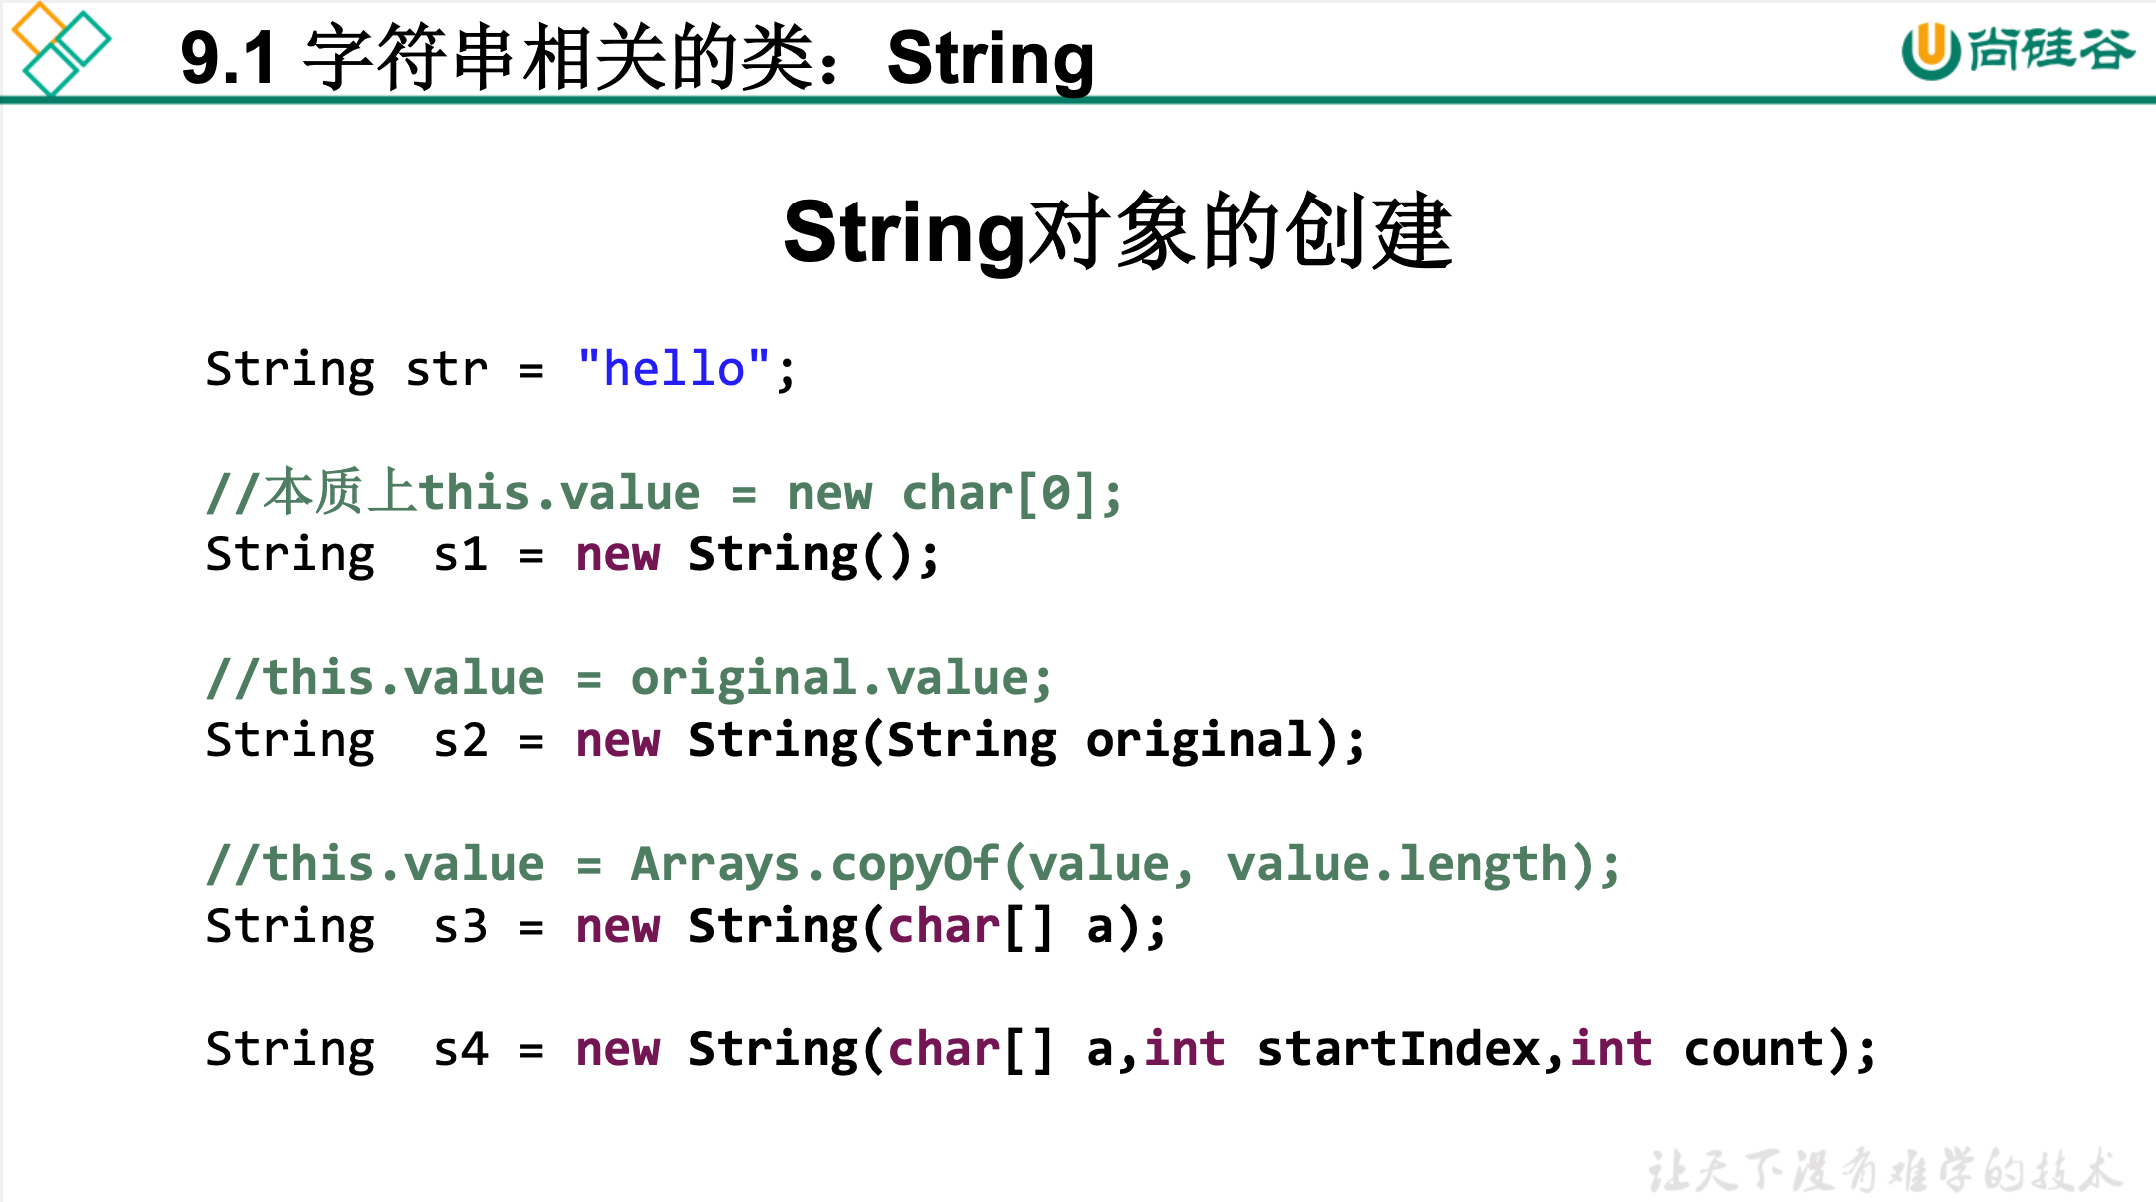 9.1 字符串相关的类：String
尚硅谷
String对象的创建
String str = "hello";
//本质上this.value = new char[0];
String  s1 = new String();
//this.value = original.value;
String  s2 = new String(String original);
//this.value = Arrays.copyOf(value, value.length);
String  s3 = new String(char[] a);
String  s4 = new String(char[] a,int startIndex,int count);
让天下没有难学的技术